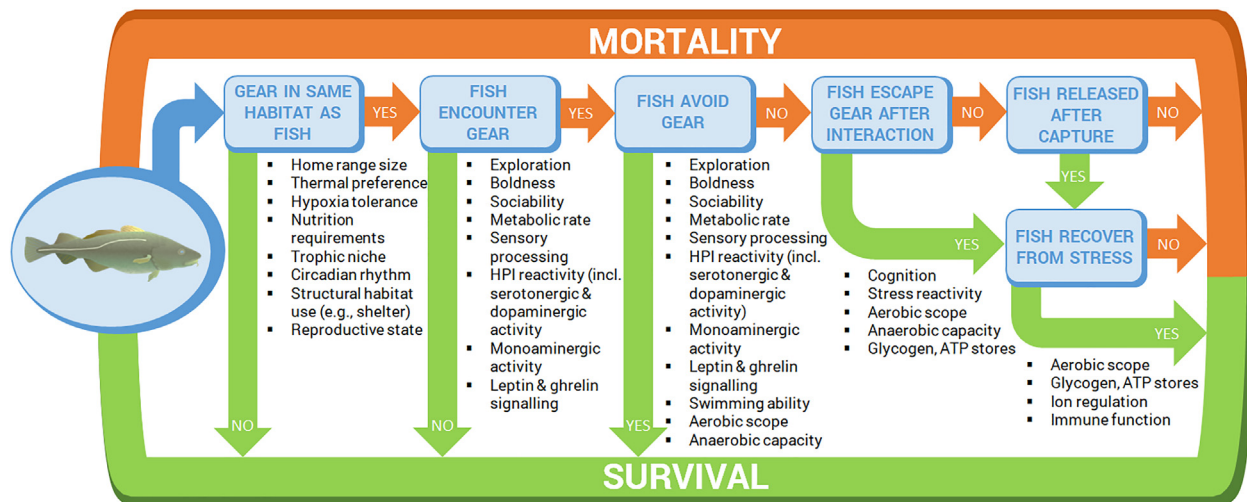 MORTALITY
GEAR IN SAME
HABITAT AS
FISH
YES
FISH
ENCOUNTER
GEAR
YES
FISH AVOID
GEAR
NO
FISH ESCAPE
GEAR AFTER
INTERACTION
NO
FISH RELEASED
AFTER
CAPTURE
NO
▪ Home range size
▪ Thermal preference
▪ Hypoxia tolerance
▪ Nutrition
requirements
▪ Trophic niche
▪ Circadian rhythm
▪ Structural habitat
use (e.g., shelter)
▪ Reproductive state
NO
▪ Exploration
▪ Boldness
▪ Sociability
▪ Metabolic rate
▪ Sensory
processing
▪ HPI reactivity (incl.
serotonergic &
dopaminergic
activity
▪ Monoaminergic
activity
▪ Leptin & ghrelin
signalling
NO
▪ Exploration
▪ Boldness
▪ Sociability
▪ Metabolic rate
▪ Sensory processing
▪ HPI reactivity (incl.
serotonergic &
dopaminergic
activity)
▪ Monoaminergic
activity
▪ Leptin & ghrelin
signalling
▪ Swimming ability
▪ Aerobic scope
▪ Anaerobic capacity
YES
YES
▪ Cognition
▪ Stress reactivity
▪ Aerobic scope
▪ Anaerobic capacity
▪ Glycogen, ATP stores
YES
FISH RECOVER
FROM STRESS
NO
YES
▪ Aerobic scope
▪ Glycogen, ATP stores
▪ Ion regulation
▪ Immune function
SURVIVAL